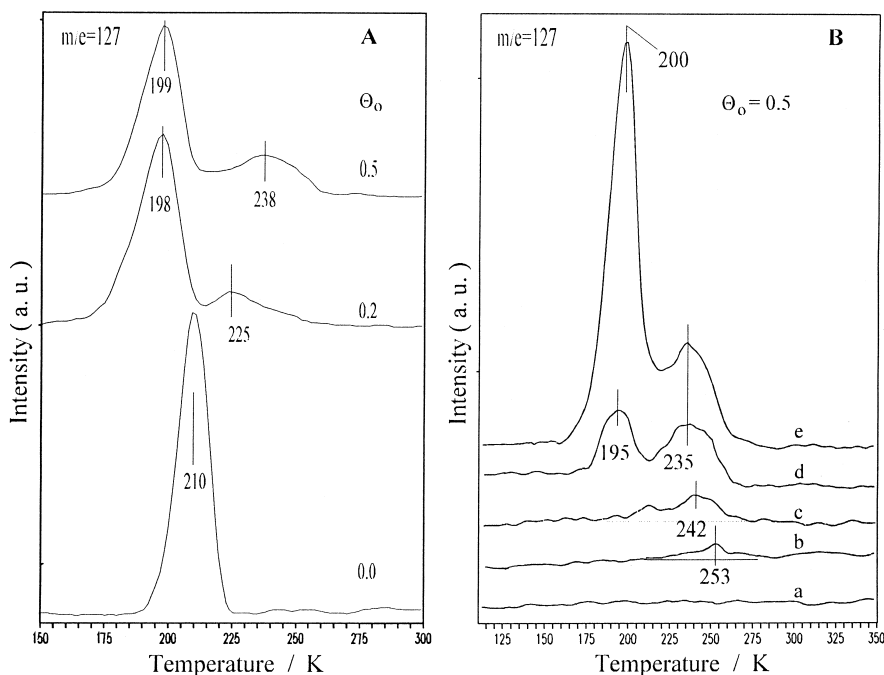 m/e=127
A
199
Θo
0.5
238
198
0.2
225
210
0.0
Intensity ( a. u. )
150 175 200 225 250 275 300
Temperature / K
m/e=127
B
200
Θo = 0.5
e
195
235
d
c
242
b
253
a
Intensity ( a. u. )
125 150 175 200 225 250 275 300 325 350
Temperature / K